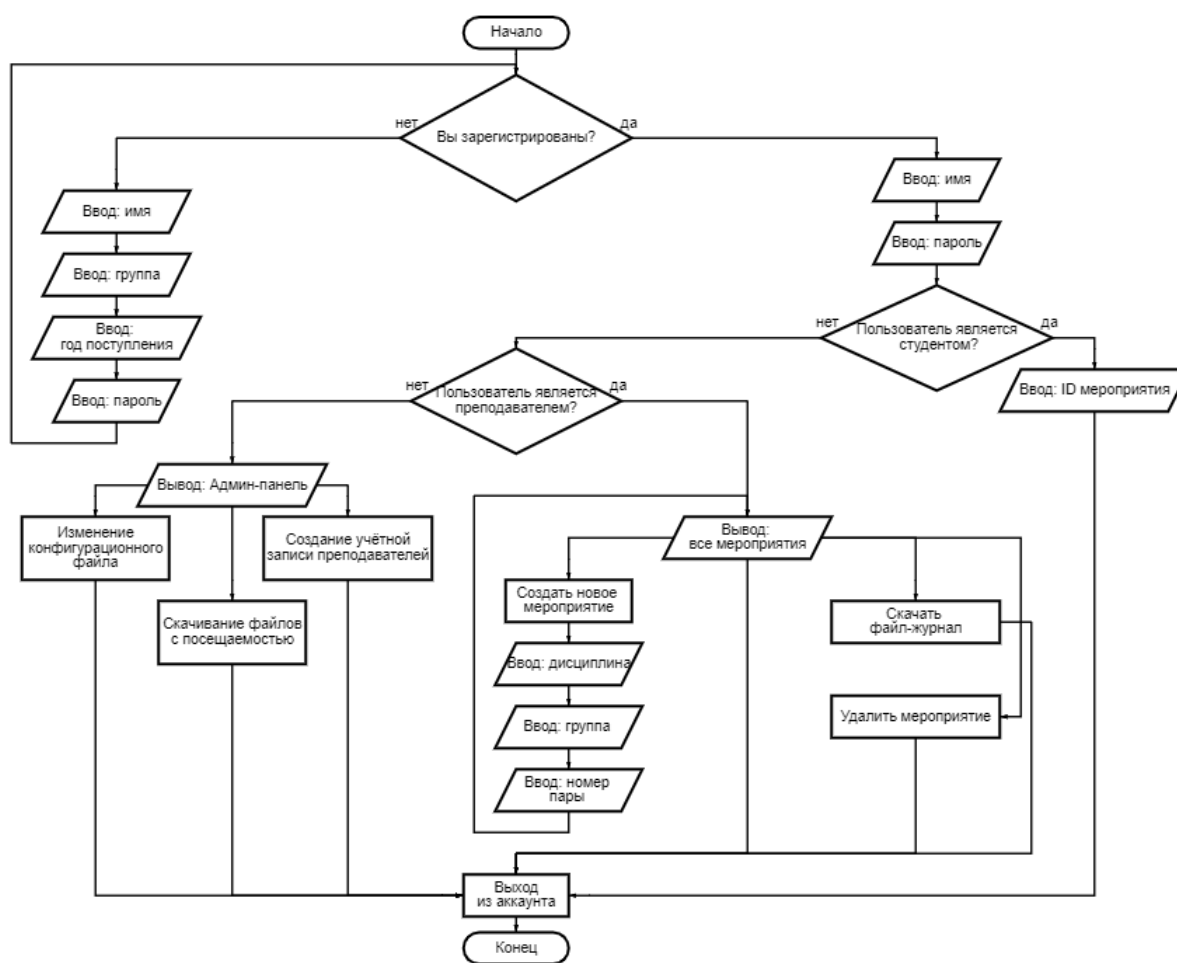 Начало
Вы зарегистрированы?
нет
да
Ввод: имя
Ввод: группа
Ввод:
год поступления
Ввод: пароль
Ввод: имя
Ввод: пароль
Пользователь является
студентом?
нет
да
Ввод: ID мероприятия
Пользователь является
преподавателем?
нет
да
Вывод: Админ-панель
Изменение
конфигурационного
файла
Скачивание файлов
с посещаемостью
Создание учётной
записи преподавателей
Вывод:
все мероприятия
Создать новое
мероприятие
Ввод: дисциплина
Ввод: группа
Ввод: номер
пары
Скачать
файл-журнал
Удалить мероприятие
Выход
из аккаунта
Конец